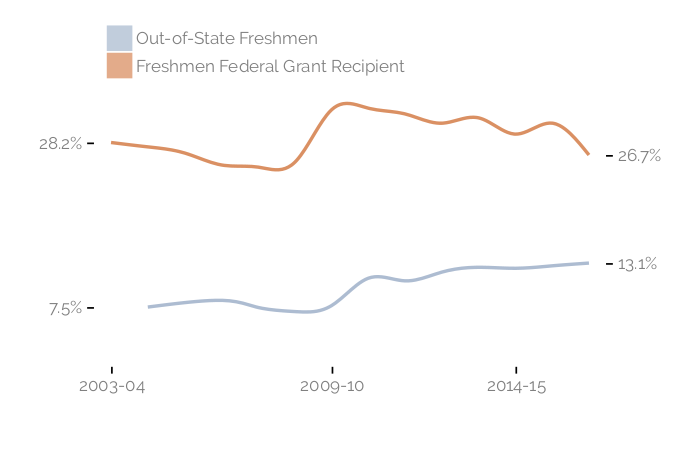 Out-of-State Freshmen
Freshmen Federal Grant Recipient
28.2%
26.7%
13.1%
7.5%
2003-04 2009-10 2014-15